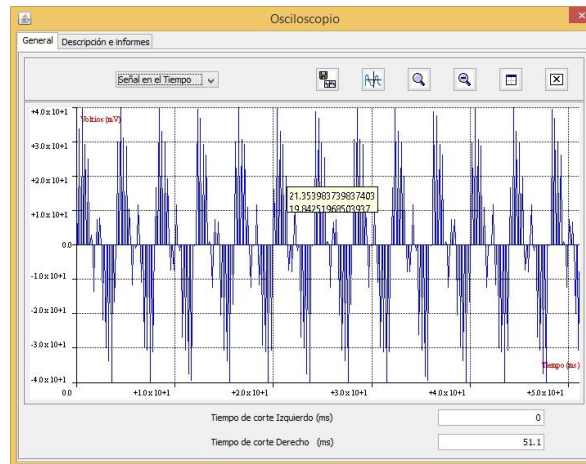 Osciloscopio
General
Descripción e informes
Señal en el Tiempo
+4.0 x 10+1
Voltios (mV)
+3.0 x 10+1
+2.0 x 10+1
21.353983739837403
19.84251968503937
+1.0 x 10+1
0.0
-1.0 x 10+1
-2.0 x 10+1
-3.0 x 10+1
Tiempo (ms)
-4.0 x 10+1
0.0
+1.0 x 10+1
+2.0 x 10+1
+3.0 x 10+1
+4.0 x 10+1
+5.0 x 10+1
Tiempo de corte Izquierdo (ms)
0
Tiempo de corte Derecho (ms)
51.1